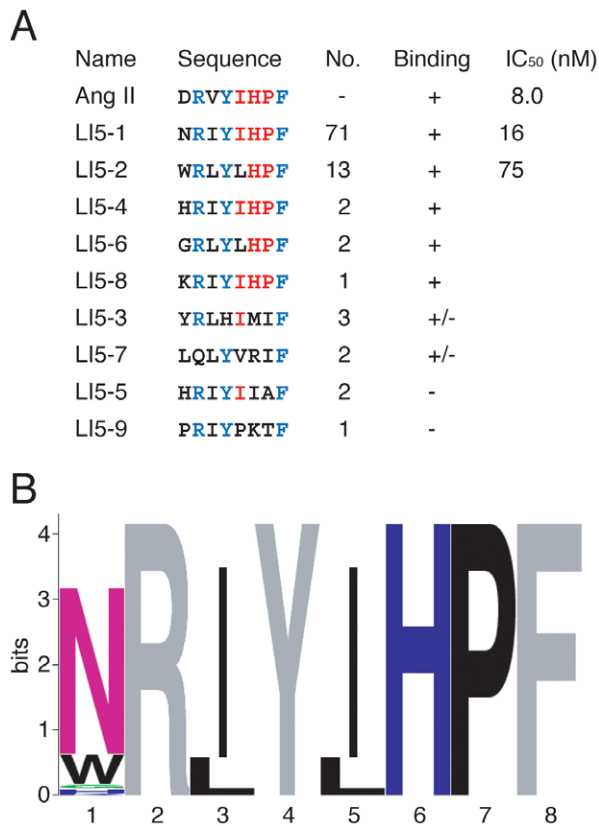 A
Name Sequence No. Binding IC50 (nM)
Ang II DRVYIHPF - + 8.0
LI5-1 NRIYIHPF 71 + 16
LI5-2 WRLYLHPF 13 + 75
LI5-4 HRIYIHPF 2 +
LI5-6 GRLYLHPF 2 +
LI5-8 KRIYIHPF 1 +
LI5-3 YRLHIMIF 3 +/-
LI5-7 LQLYVRIF 2 +/-
LI5-5 HRIYIIAF 2 -
LI5-9 PRIYPKTF 1 -
B
bits
4
3
2
1
0
N R I Y I H P F
W L L
1 2 3 4 5 6 7 8